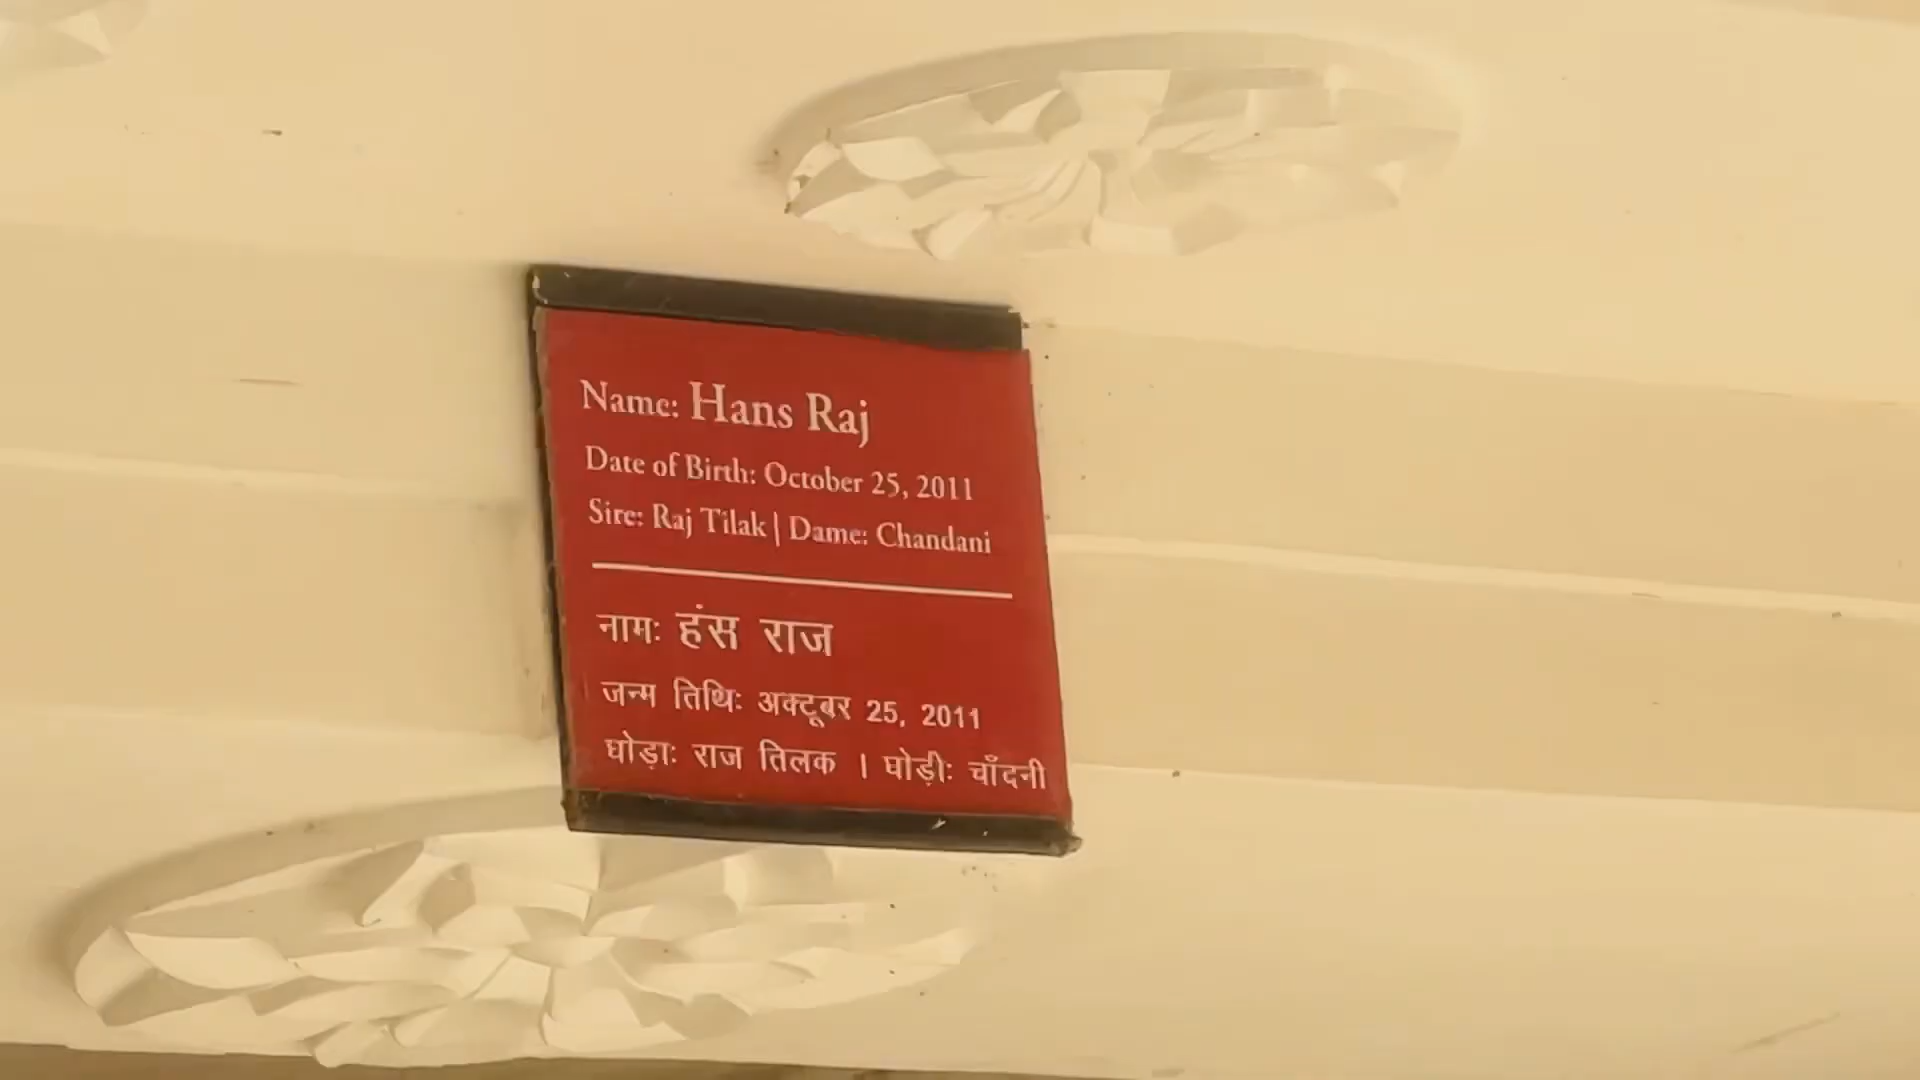 Name: Hans Raj
Date of Birth: October 25, 2011
Sire: Raj Tilak | Dame: Chandani
नामः हंस राज
जन्म तिथिः अक्टूबर 25, 2011
घोड़ाः राज तिलक । घोड़ीः चाँदनी